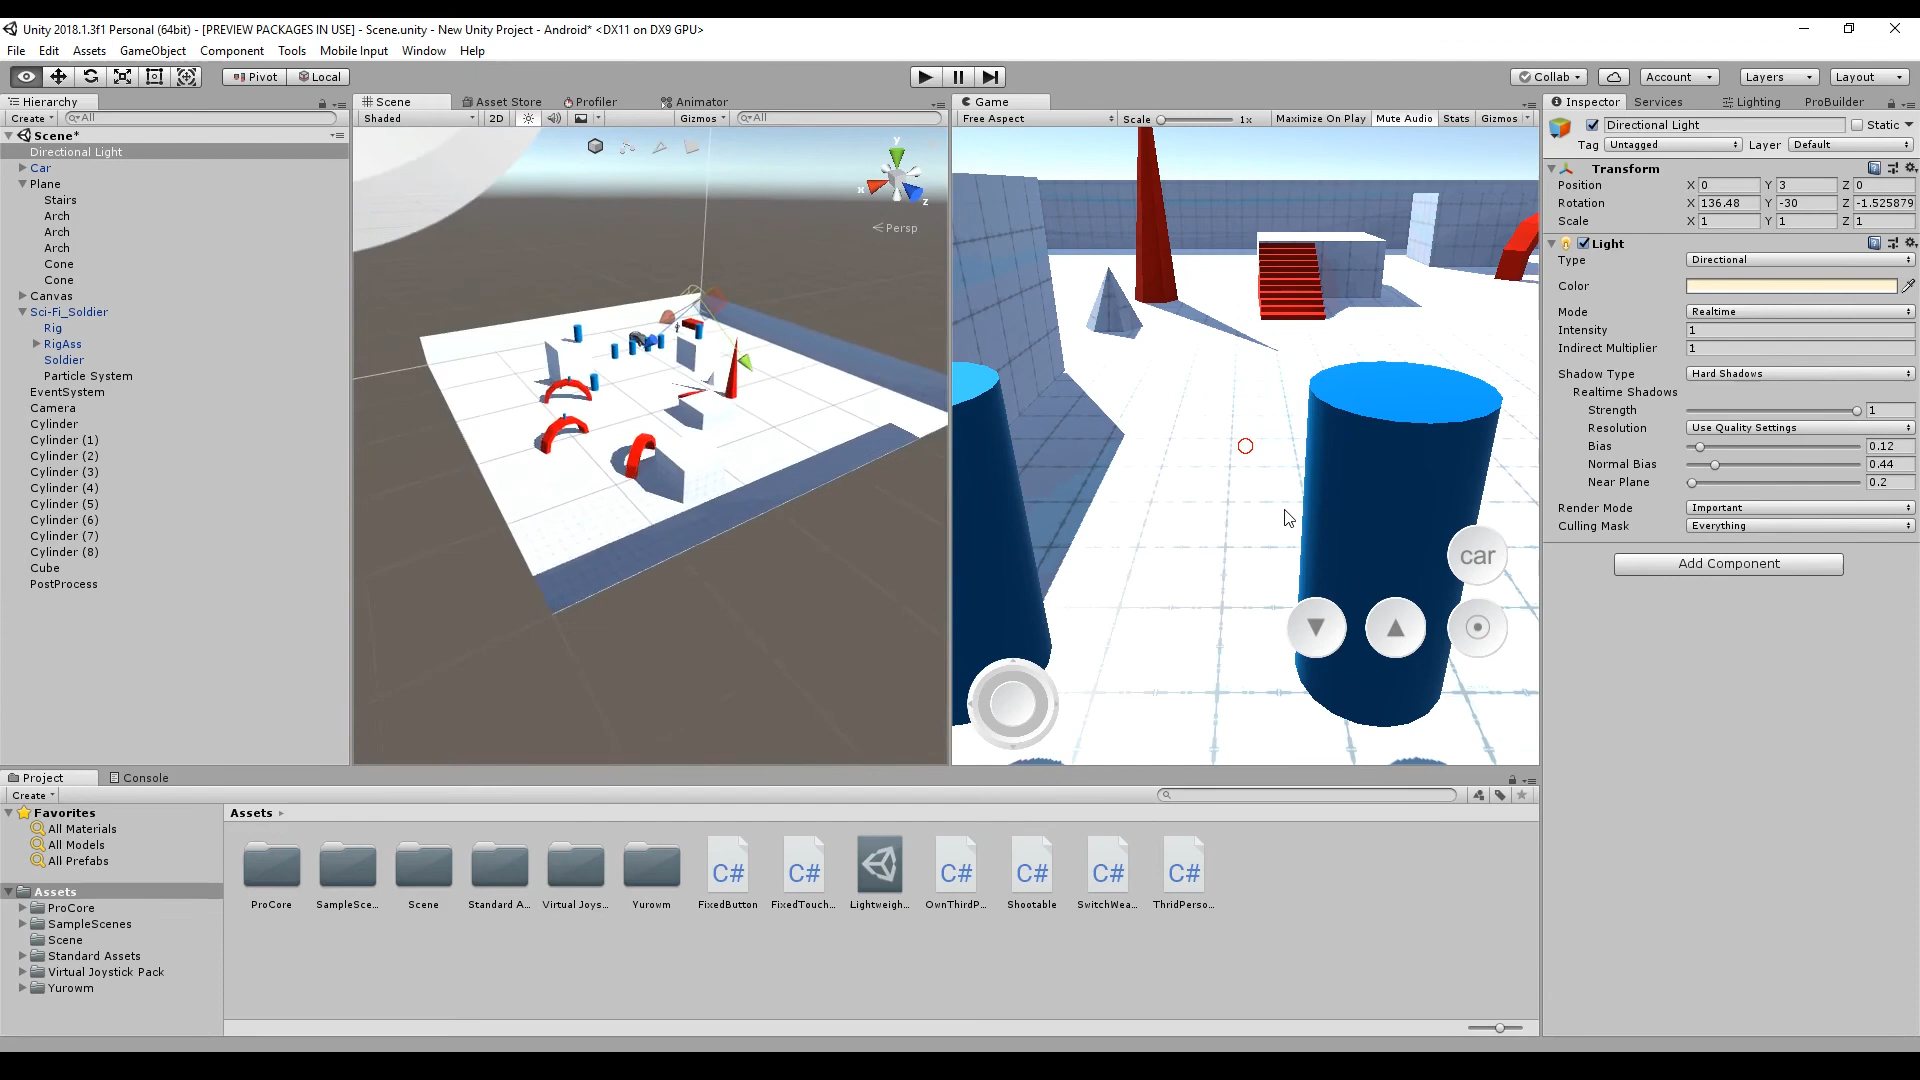 Unity 2018.1.3f1 Personal (64bit) - [PREVIEW PACKAGES IN USE] - Scene.unity - New Unity Project - Android* <DX11 on DX9 GPU>
File Edit Assets GameObject Component Tools Mobile Input Window Help
Pivot Local Collab Account Layers Layout
Hierarchy
Create All
Scene*
Directional Light
Car
Plane
Stairs
Arch
Arch
Arch
Cone
Cone
Canvas
Sci-Fi_Soldier
Rig
RigAss
Soldier
Particle System
EventSystem
Camera
Cylinder
Cylinder (1)
Cylinder (2)
Cylinder (3)
Cylinder (4)
Cylinder (5)
Cylinder (6)
Cylinder (7)
Cylinder (8)
Cube
PostProcess
Scene Asset Store Profiler Animator
Shaded 2D Gizmos All
y
x
z
Persp
Game
Free Aspect Scale 1x Maximize On Play Mute Audio Stats Gizmos
car
Inspector Services Lighting ProBuilder
Directional Light Static
Tag Untagged Layer Default
Transform
Position X 0 Y 3 Z 0
Rotation X 136.48 Y -30 Z -1.525879
Scale X 1 Y 1 Z 1
Light
Type Directional
Color
Mode Realtime
Intensity 1
Indirect Multiplier 1
Shadow Type Hard Shadows
Realtime Shadows
Strength 1
Resolution Use Quality Settings
Bias 0.12
Normal Bias 0.44
Near Plane 0.2
Render Mode Important
Culling Mask Everything
Add Component
Project Console
Create
Favorites
All Materials
All Models
All Prefabs
Assets
ProCore
SampleScenes
Scene
Standard Assets
Virtual Joystick Pack
Yurowm
Assets
C# C# C# C# C# C#
ProCore SampleSce... Scene Standard A... Virtual Joys... Yurowm FixedButton FixedTouch... Lightweigh... OwnThirdP... Shootable SwitchWea... ThridPerso...